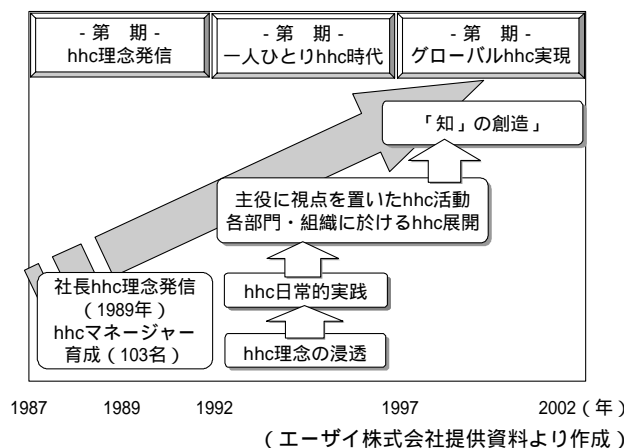 - 第　期 -
hhc理念発信
- 第　期 -
一人ひとりhhc時代
- 第　期 -
グローバルhhc実現
「知」の創造」
主役に視点を置いたhhc活動
各部門・組織に於けるhhc展開
社長hhc理念発信
（1989年）
hhcマネージャー
育成（103名）
hhc日常的実践
hhc理念の浸透
1987 1989 1992 1997 2002（年）
（エーザイ株式会社提供資料より作成）